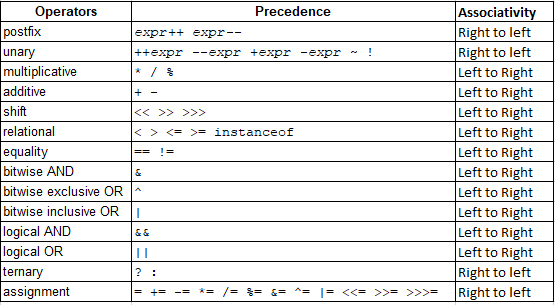 Operators Precedence Associativity
postfix expr++ expr-- Right to left
unary ++expr --expr +expr -expr ~ ! Right to left
multiplicative * / % Left to Right
additive + - Left to Right
shift << >> >>> Left to Right
relational < > <= >= instanceof Left to Right
equality == != Left to Right
bitwise AND & Left to Right
bitwise exclusive OR ^ Left to Right
bitwise inclusive OR | Left to Right
logical AND && Left to Right
logical OR || Left to Right
ternary ? : Right to left
assignment = += -= *= /= %= &= ^= |= <<= >>= >>>= Right to left